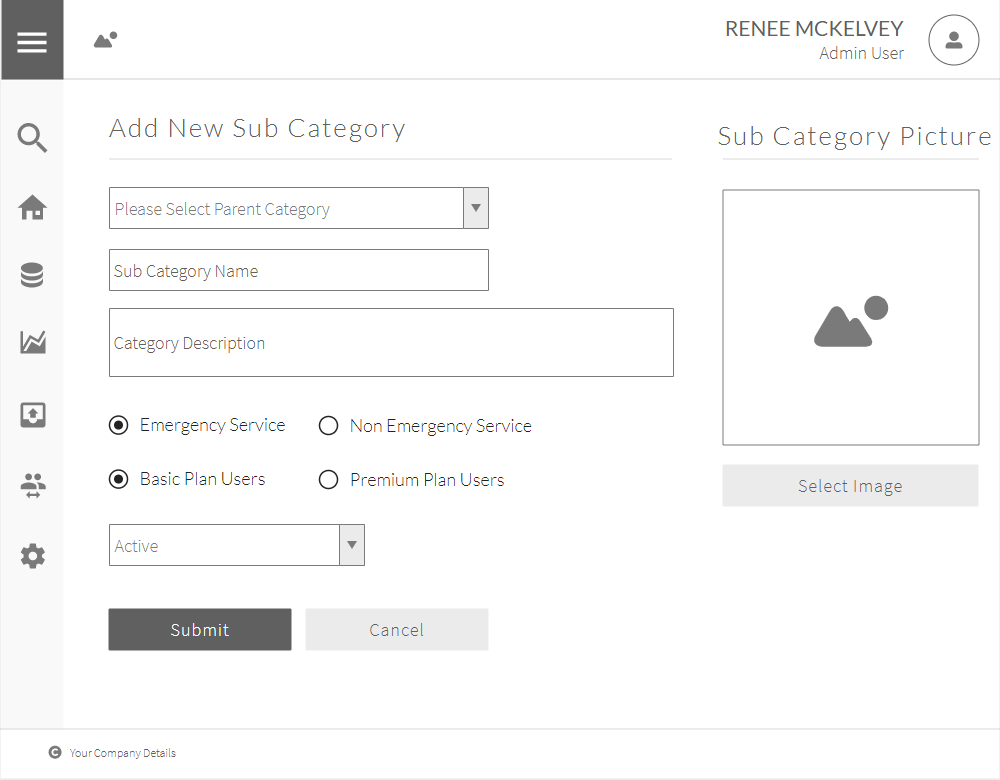 RENEE MCKELVEY
Admin User
Add New Sub Category
Sub Category Picture
Please Select Parent Category
Sub Category Name
Category Description
Emergency Service
Non Emergency Service
Basic Plan Users
Premium Plan Users
Select Image
Active
Submit
Cancel
Your Company Details